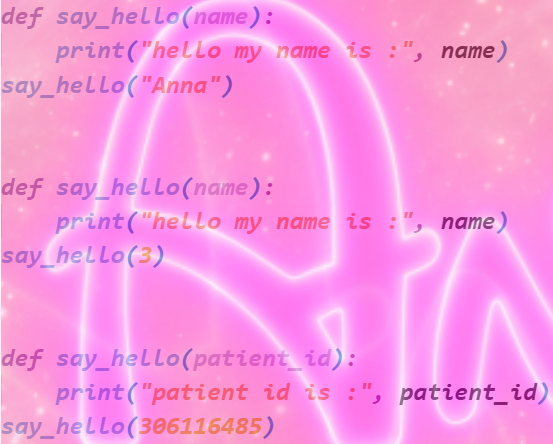 def say_hello(name):
    print("hello my name is :", name)
say_hello("Anna")
def say_hello(name):
    print("hello my name is :", name)
say_hello(3)
def say_hello(patient_id):
    print("patient id is :", patient_id)
say_hello(306116485)